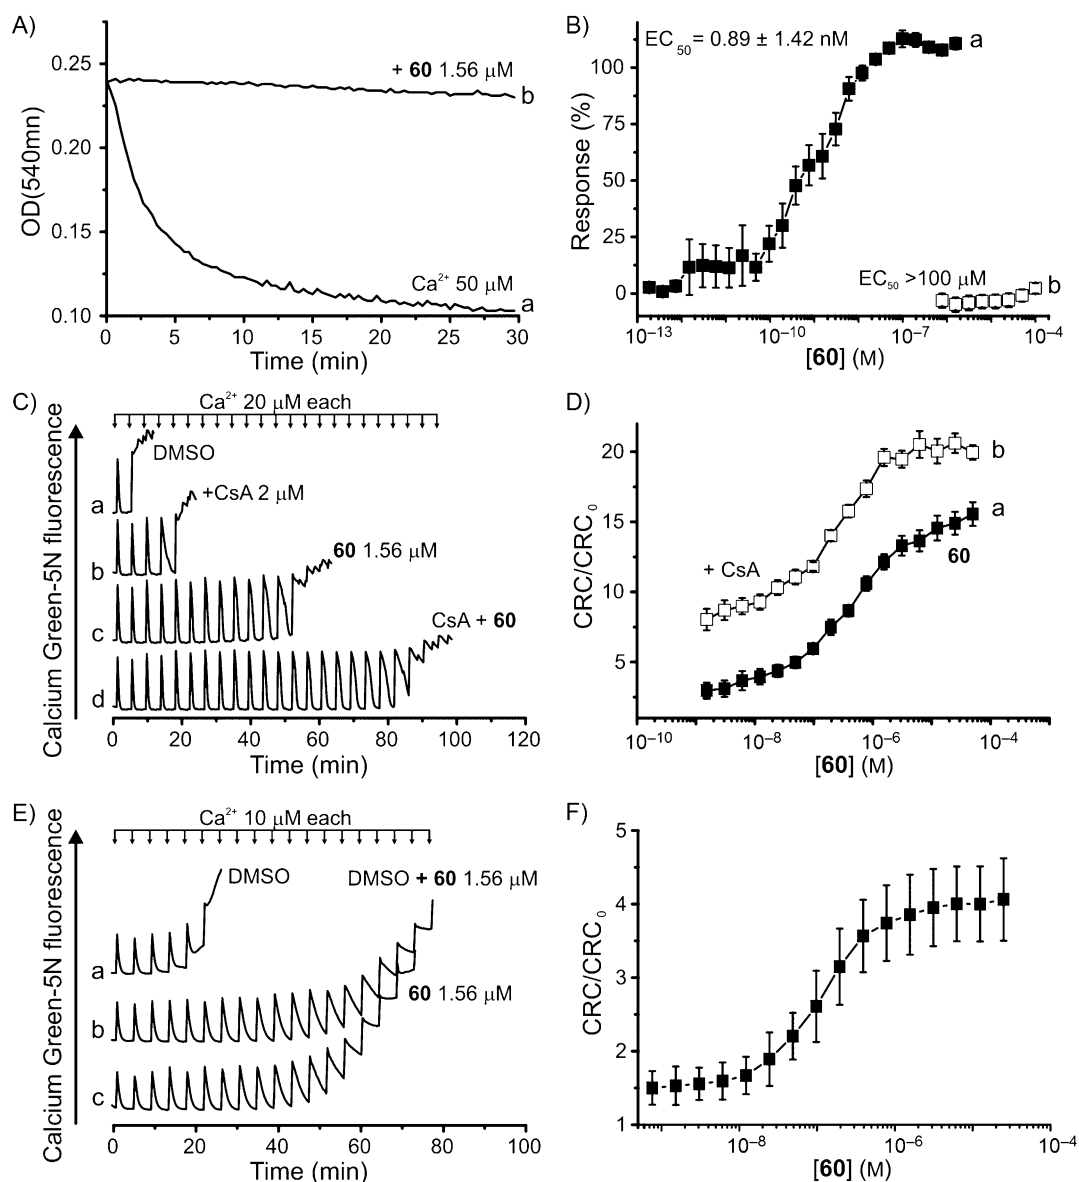 A)
0.25
0.20
0.15
0.10
OD(540mn)
+ 60 1.56 μM
b
Ca²⁺ 50 μM
a
0 5 10 15 20 25 30
Time (min)
B)
EC₅₀ = 0.89 ± 1.42 nM
a
100
75
50
25
0
Response (%)
EC₅₀ >100 μM
b
10⁻¹³ 10⁻¹⁰ 10⁻⁷ 10⁻⁴
[60] (M)
C)
Calcium Green-5N fluorescence
Ca²⁺ 20 μM each
DMSO
a
+CsA 2 μM
b
60 1.56 μM
c
CsA + 60
d
0 20 40 60 80 100 120
Time (min)
D)
20
15
10
5
CRC/CRC₀
b
a
60
+ CsA
10⁻¹⁰ 10⁻⁸ 10⁻⁶ 10⁻⁴
[60] (M)
E)
Calcium Green-5N fluorescence
Ca²⁺ 10 μM each
DMSO
DMSO + 60 1.56 μM
a
60 1.56 μM
b
c
0 20 40 60 80 100
Time (min)
F)
5
4
3
2
1
CRC/CRC₀
10⁻⁸ 10⁻⁶ 10⁻⁴
[60] (M)